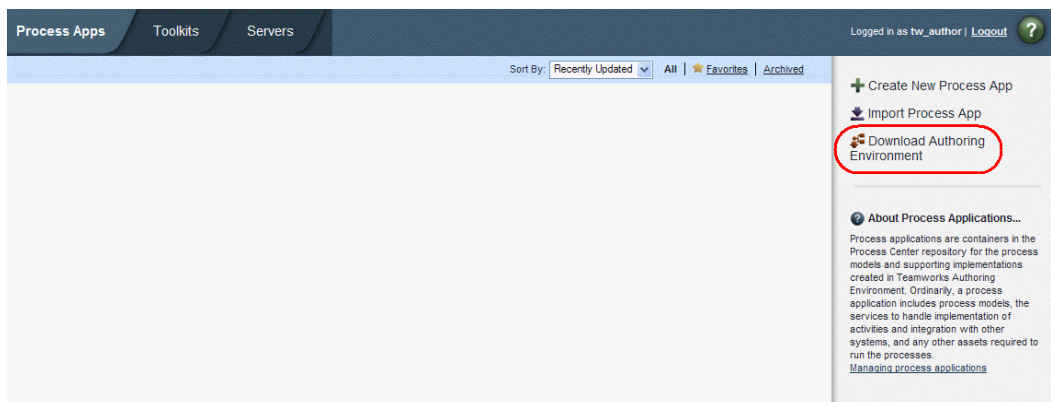 Process Apps Toolkits Servers Logged in as tw_author | Logout ?
Sort By: Recently Updated All | Favorites | Archived
Create New Process App
Import Process App
Download Authoring
Environment
? About Process Applications...
Process applications are containers in the
Process Center repository for the process
models and supporting implementations
created in Teamworks Authoring
Environment. Ordinarily, a process
application includes process models, the
services to handle implementation of
activities and integration with other
systems, and any other assets required to
run the processes.
Managing process applications